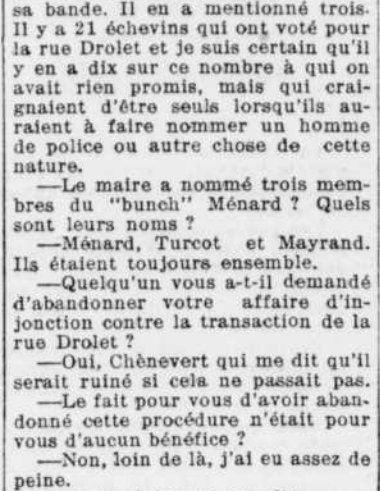 sa bande. Il en a mentionné trois.
Il y a 21 échevins qui ont voté pour
la rue Drolet et je suis certain qu'il
y en a dix sur ce nombre à qui on
avait rien promis, mais qui crai-
gnaient d'être seuls lorsqu'ils au-
raient à faire nommer un homme
de police ou autre chose de cette
nature.
—Le maire a nommé trois mem-
bres du "bunch" Ménard ? Quels
sont leurs noms ?
—Ménard, Turcot et Mayrand.
Ils étaient toujours ensemble.
—Quelqu'un vous a-t-il demandé
d'abandonner votre affaire d'in-
jonction contre la transaction de la
rue Drolet ?
—Oui, Chènevert qui me dit qu'il
serait ruiné si cela ne passait pas.
—Le fait pour vous d'avoir aban-
donné cette procédure n'était pour
vous d'aucun bénéfice ?
—Non, loin de là, j'ai eu assez de
peine.